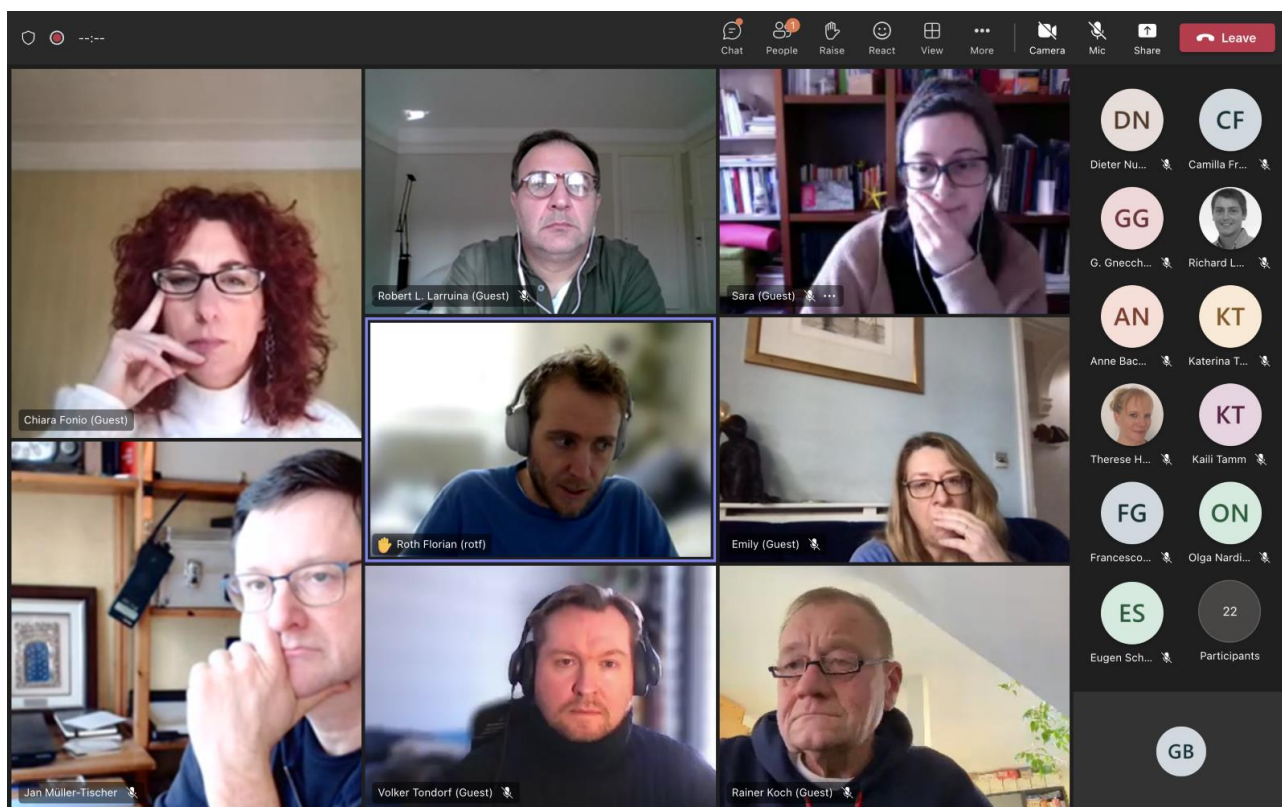 --:--
Chat
People
1
Raise
React
View
More
Camera
Mic
Share
Leave
Chiara Fonio (Guest)
Robert L. Larruina (Guest)
Sara (Guest)
Roth Florian (rotf)
Emily (Guest)
Jan Müller-Tischer
Volker Tondorf (Guest)
Rainer Koch (Guest)
DN
Dieter Nu...
CF
Camilla Fr...
GG
G. Gnecch...
Richard L...
AN
Anne Bac...
KT
Katerina T...
Therese H...
KT
Kaili Tamm
FG
Francesco...
ON
Olga Nardi...
ES
Eugen Sch...
22
Participants
GB